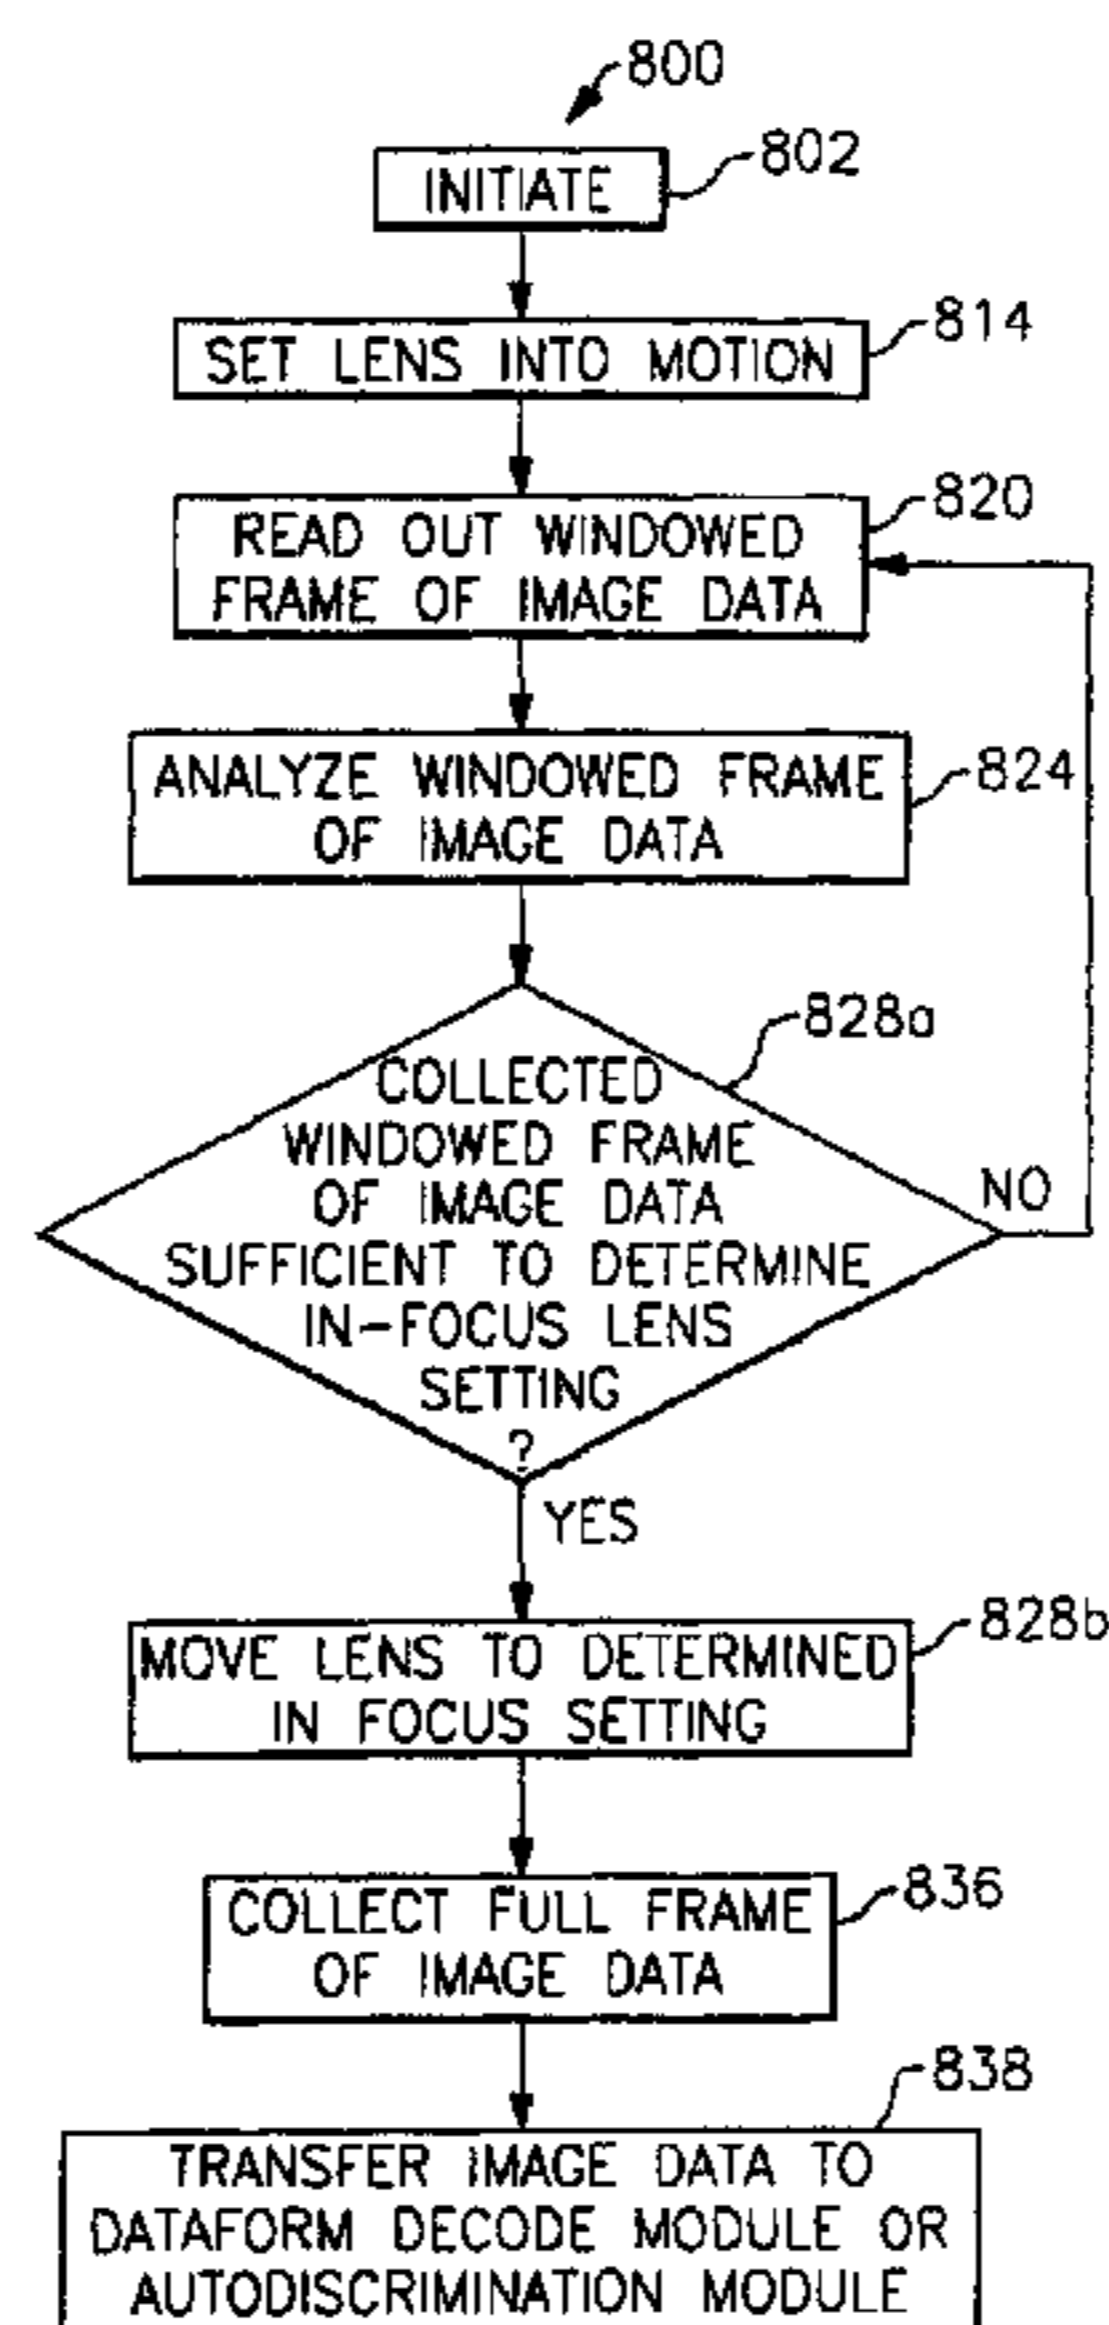 800
INITIATE
802
SET LENS INTO MOTION
814
READ OUT WINDOWED
FRAME OF IMAGE DATA
820
ANALYZE WINDOWED FRAME
OF IMAGE DATA
824
COLLECTED
WINDOWED FRAME
OF IMAGE DATA
SUFFICIENT TO DETERMINE
IN-FOCUS LENS
SETTING
?
828a
NO
YES
MOVE LENS TO DETERMINED
IN FOCUS SETTING
828b
COLLECT FULL FRAME
OF IMAGE DATA
836
TRANSFER IMAGE DATA TO
DATAFORM DECODE MODULE OR
AUTODISCRIMINATION MODULE
838